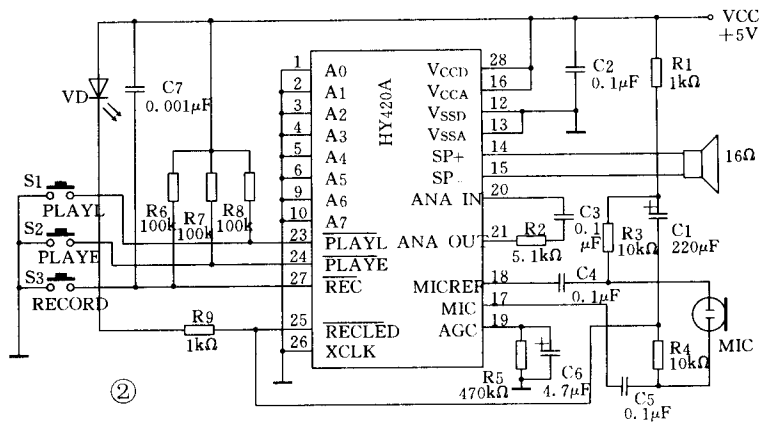 VCC
+5V
VD
C7
0.001μF
1
A0
2
A1
3
A2
4
A3
5
A4
6
A5
9
A6
10
A7
23
PLAYL
24
PLAYE
27
REC
25
RECLED
26
XCLK
HY420A
28
VCCD
16
VCCA
12
VSSD
13
VSSA
14
SP+
15
SP-
20
ANA IN
21
ANA OUT
18
MICREF
17
MIC
19
AGC
C2
0.1μF
R1
1kΩ
16Ω
S1
PLAYL
S2
PLAYE
S3
RECORD
R6
100k
R7
100k
R8
100k
R9
1kΩ
R2
5.1kΩ
C3
0.1
μF
R3
10kΩ
+
C1
220μF
C4
0.1μF
MIC
R4
10kΩ
R5
470kΩ
+
C6
4.7μF
C5
0.1μF
②